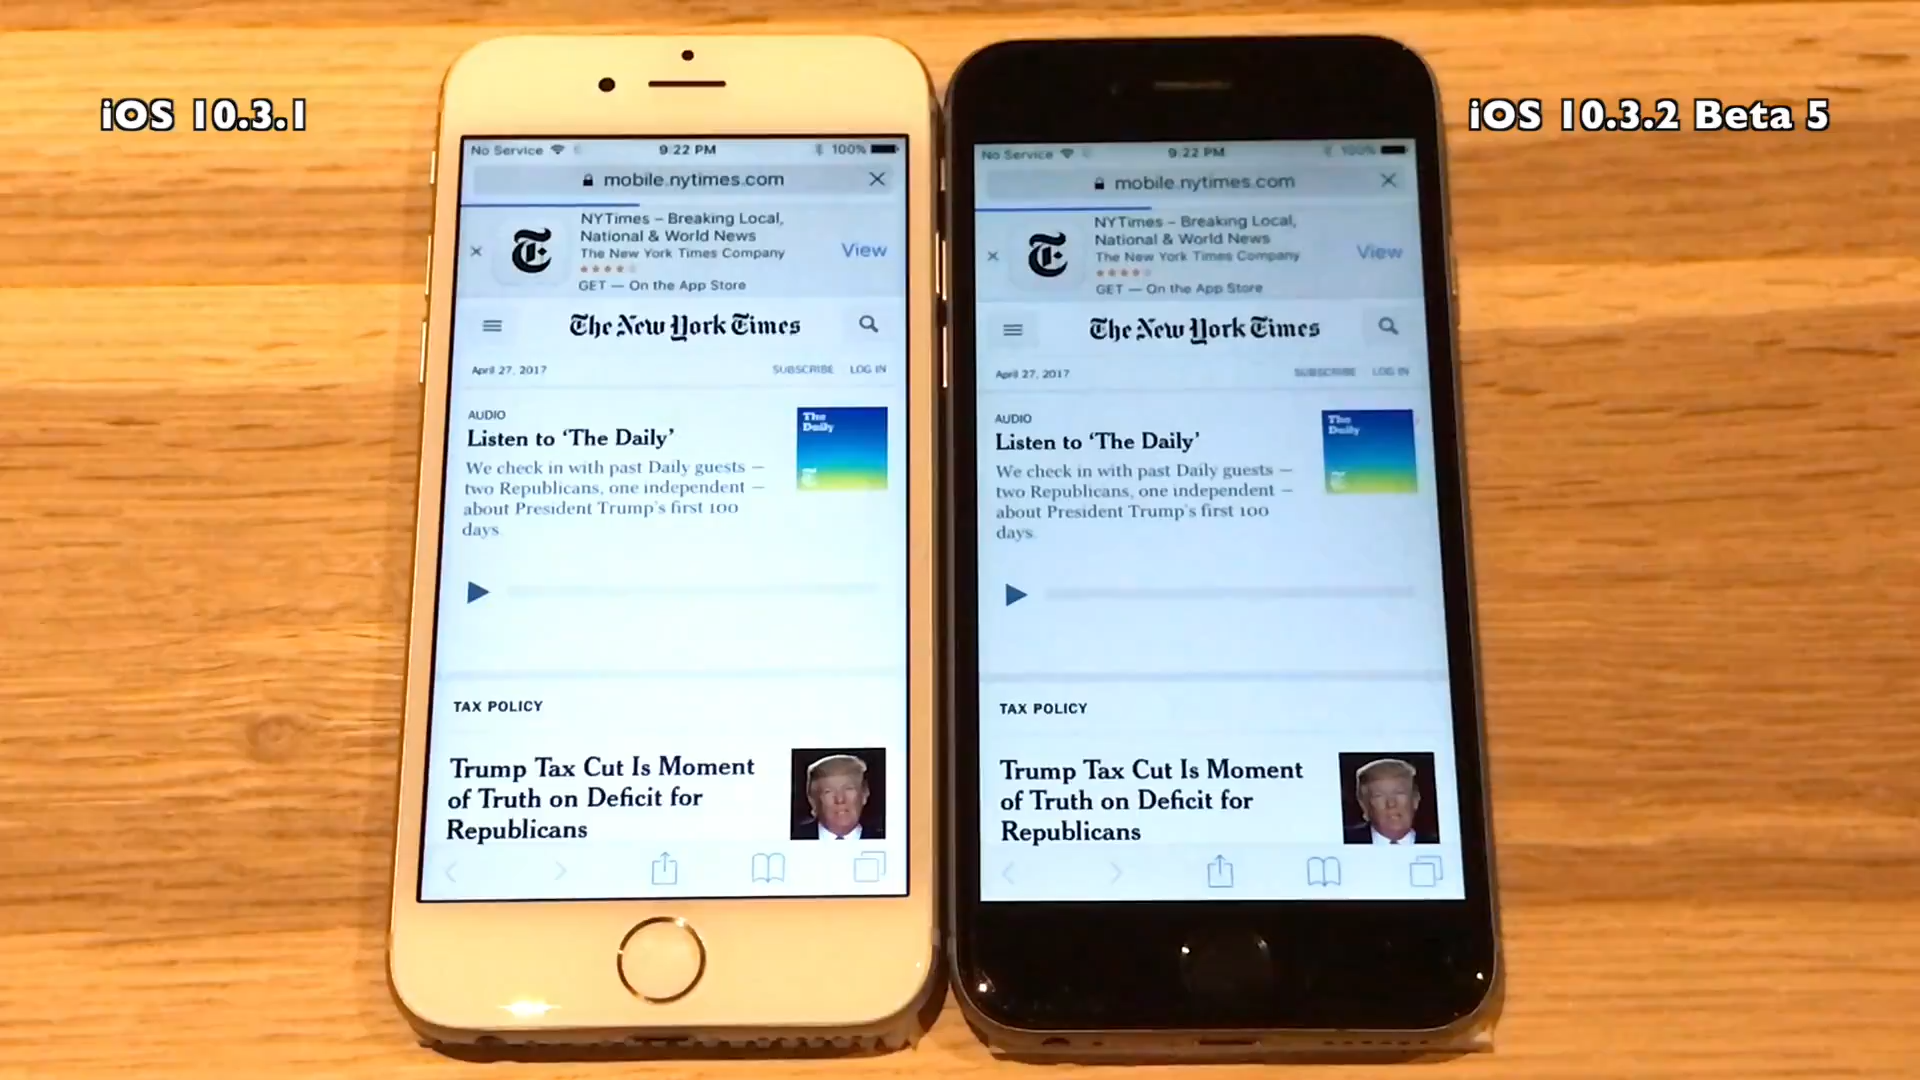 iOS 10.3.1
No Service 9:22 PM 100%
mobile.nytimes.com
NYTimes – Breaking Local,
National & World News
The New York Times Company
GET — On the App Store
View
The New York Times
April 27, 2017 SUBSCRIBE LOG IN
AUDIO
Listen to ‘The Daily’
We check in with past Daily guests —
two Republicans, one independent —
about President Trump’s first 100
days.
The
Daily
TAX POLICY
Trump Tax Cut Is Moment
of Truth on Deficit for
Republicans
iOS 10.3.2 Beta 5
No Service 9:22 PM 100%
mobile.nytimes.com
NYTimes – Breaking Local,
National & World News
The New York Times Company
GET — On the App Store
View
The New York Times
April 27, 2017 SUBSCRIBE LOG IN
AUDIO
Listen to ‘The Daily’
We check in with past Daily guests —
two Republicans, one independent —
about President Trump’s first 100
days.
The
Daily
TAX POLICY
Trump Tax Cut Is Moment
of Truth on Deficit for
Republicans